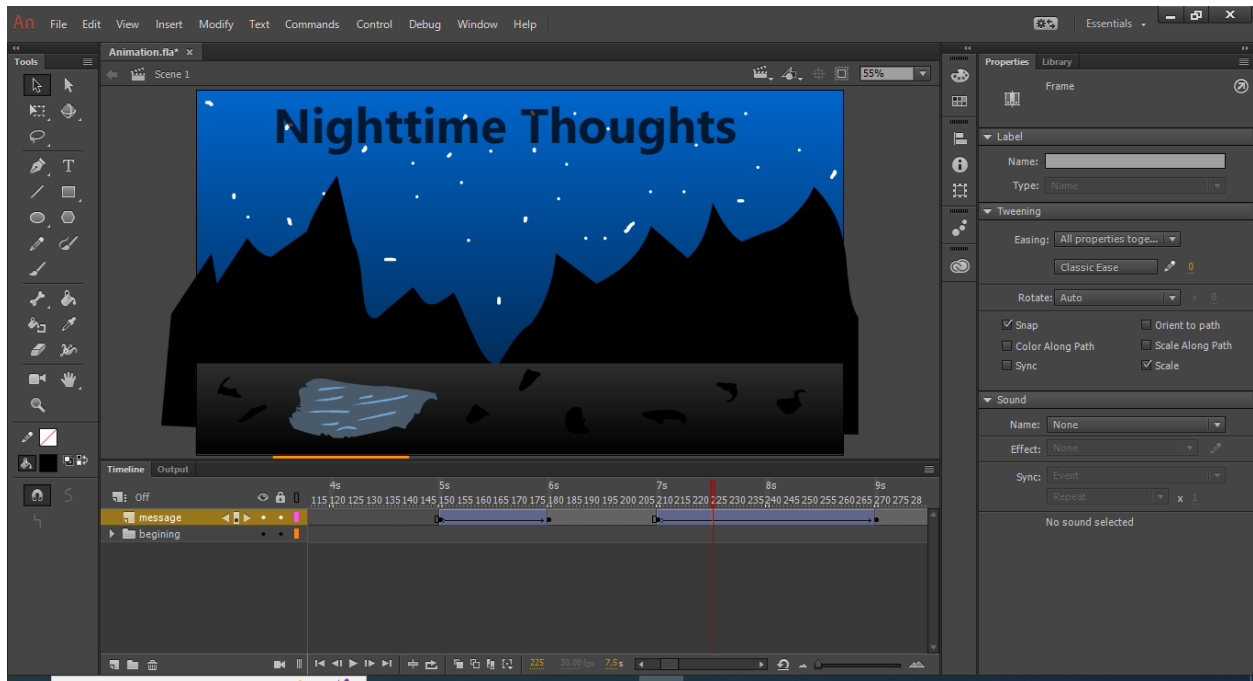 An File Edit View Insert Modify Text Commands Control Debug Window Help Essentials
Animation.fla* ×
Tools
Scene 1
55%
Nighttime Thoughts
Properties Library
Frame
Label
Name:
Type: Name
Tweening
Easing: All properties toge...
Classic Ease 0
Rotate: Auto x 0
Snap Orient to path
Color Along Path Scale Along Path
Sync Scale
Sound
Name: None
Effect: None
Sync: Event
Repeat x 1
No sound selected
Timeline Output
4s 5s 6s 7s 8s 9s
Off 115 120 125 130 135 140 145 150 155 160 165 170 175 180 185 190 195 200 205 210 215 220 225 230 235 240 245 250 255 260 265 270 275 28
message
begining
225 30.00 fps 7.5 s